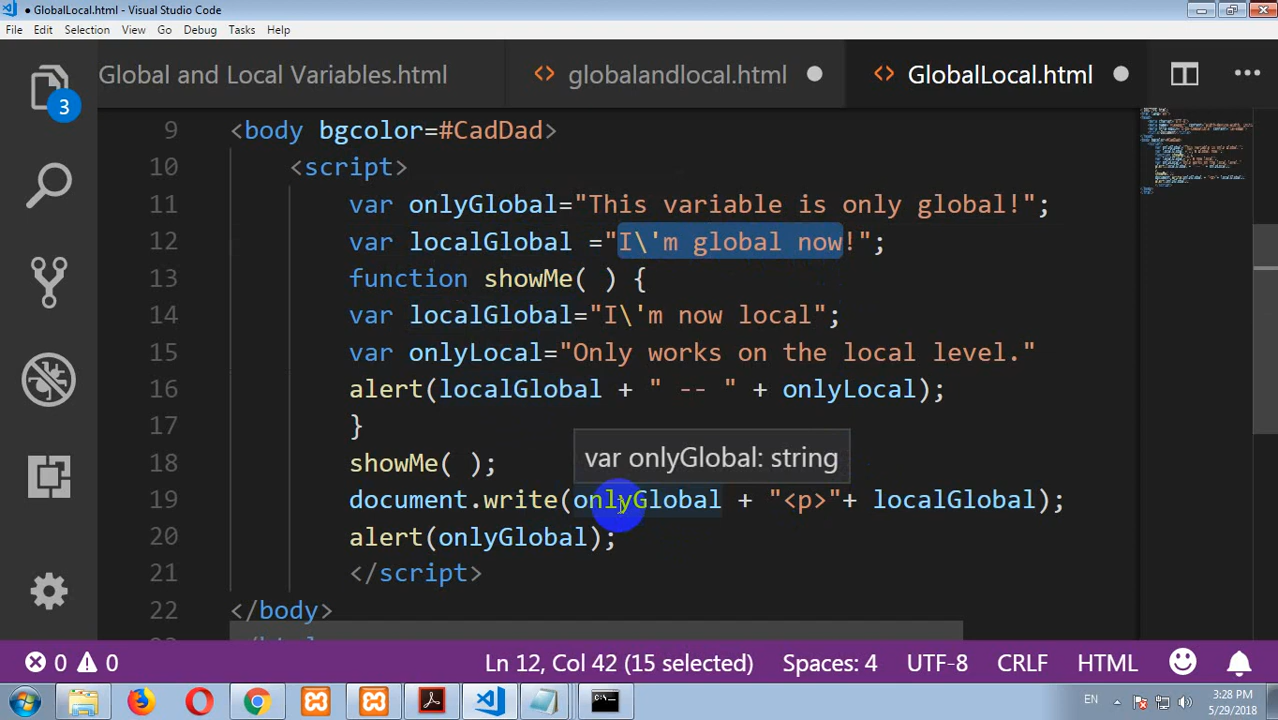 GlobalLocal.html - Visual Studio Code
File Edit Selection View Go Debug Tasks Help
Global and Local Variables.html globalandlocal.html GlobalLocal.html
3
9 <body bgcolor=#CadDad>
10 <script>
11 var onlyGlobal="This variable is only global!";
12 var localGlobal ="I\'m global now!";
13 function showMe( ) {
14 var localGlobal="I\'m now local";
15 var onlyLocal="Only works on the local level."
16 alert(localGlobal + " -- " + onlyLocal);
17 }
var onlyGlobal: string
18 showMe( );
19 document.write(onlyGlobal + "<p>"+ localGlobal);
20 alert(onlyGlobal);
21 </script>
22 </body>
0 0 Ln 12, Col 42 (15 selected) Spaces: 4 UTF-8 CRLF HTML
EN 3:28 PM
5/29/2018